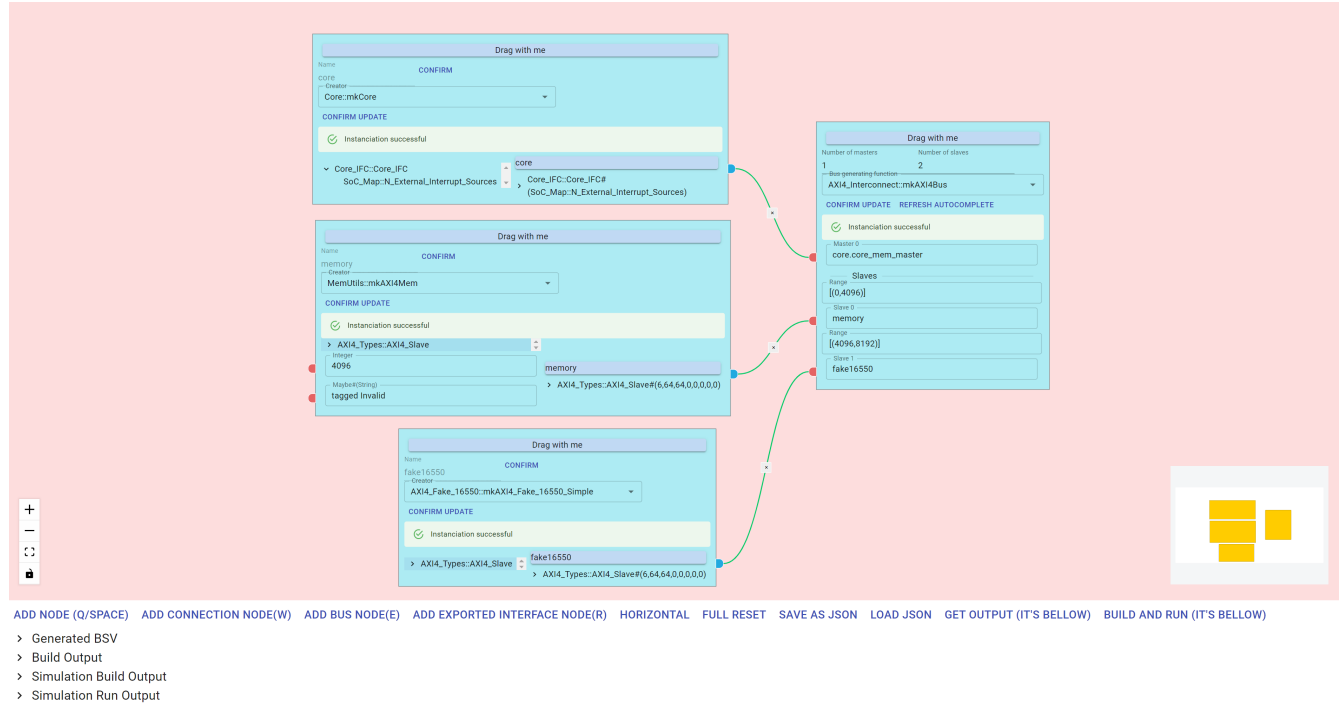 Drag with me
Name
CONFIRM
core
Creator
Core::mkCore
CONFIRM UPDATE
Instanciation successful
Core_IFC::Core_IFC
SoC_Map::N_External_Interrupt_Sources
core
Core_IFC::Core_IFC#
(SoC_Map::N_External_Interrupt_Sources)
Drag with me
Name
CONFIRM
memory
Creator
MemUtils::mkAXI4Mem
CONFIRM UPDATE
Instanciation successful
AXI4_Types::AXI4_Slave
Integer
4096
Maybe#(String)
tagged Invalid
memory
AXI4_Types::AXI4_Slave#(6,64,64,0,0,0,0,0)
Drag with me
Name
CONFIRM
fake16550
Creator
AXI4_Fake_16550::mkAXI4_Fake_16550_Simple
CONFIRM UPDATE
Instanciation successful
AXI4_Types::AXI4_Slave
fake16550
AXI4_Types::AXI4_Slave#(6,64,64,0,0,0,0,0)
Drag with me
Number of masters Number of slaves
1 2
Bus generating function
AXI4_Interconnect::mkAXI4Bus
CONFIRM UPDATE REFRESH AUTOCOMPLETE
Instanciation successful
Master 0
core.core_mem_master
Slaves
Range
[(0,4096)]
Slave 0
memory
Range
[(4096,8192)]
Slave 1
fake16550
ADD NODE (Q/SPACE) ADD CONNECTION NODE(W) ADD BUS NODE(E) ADD EXPORTED INTERFACE NODE(R) HORIZONTAL FULL RESET SAVE AS JSON LOAD JSON GET OUTPUT (IT'S BELLOW) BUILD AND RUN (IT'S BELLOW)
Generated BSV
Build Output
Simulation Build Output
Simulation Run Output